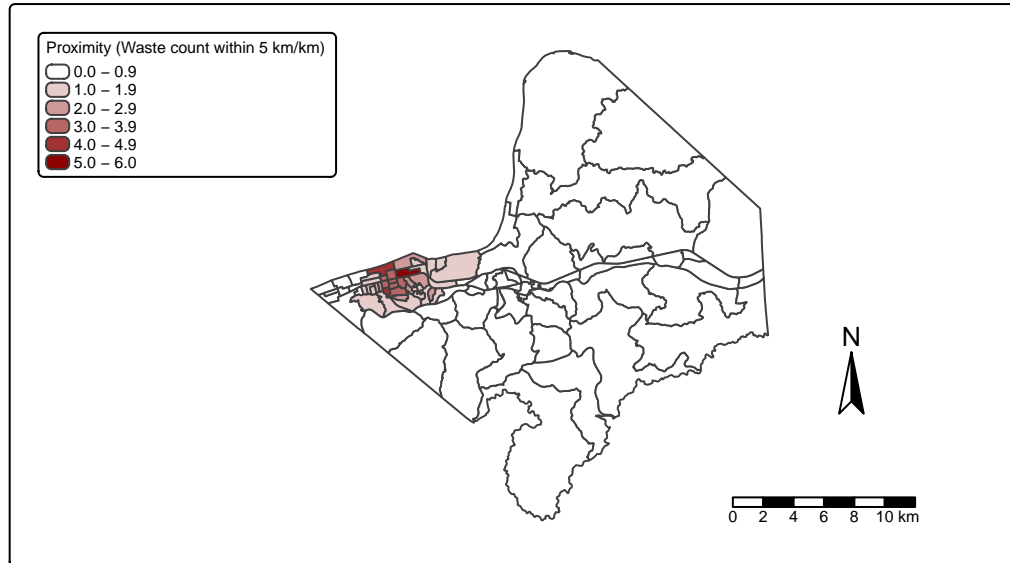 Proximity (Waste count within 5 km/km)
0.0 – 0.9
1.0 – 1.9
2.0 – 2.9
3.0 – 3.9
4.0 – 4.9
5.0 – 6.0
N
0 2 4 6 8 10 km